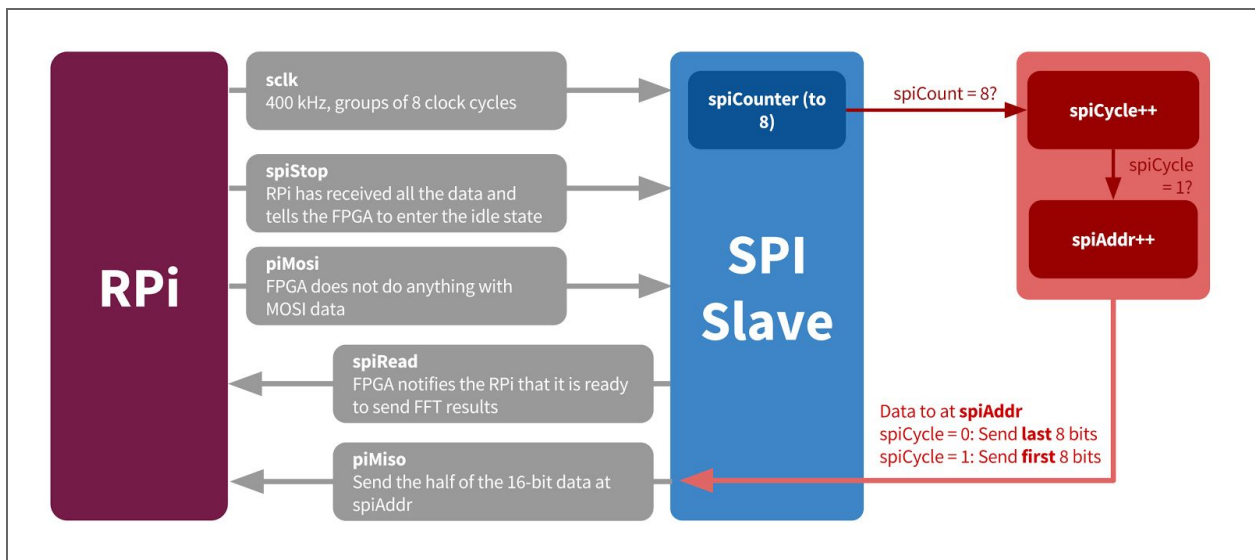 RPi
sclk
400 kHz, groups of 8 clock cycles
spiStop
RPi has received all the data and
tells the FPGA to enter the idle state
piMosi
FPGA does not do anything with
MOSI data
spiRead
FPGA notifies the RPi that it is ready
to send FFT results
piMiso
Send the half of the 16-bit data at
spiAddr
SPI
Slave
spiCounter (to
8)
spiCount = 8?
spiCycle++
spiCycle
= 1?
spiAddr++
Data to at spiAddr
spiCycle = 0: Send last 8 bits
spiCycle = 1: Send first 8 bits